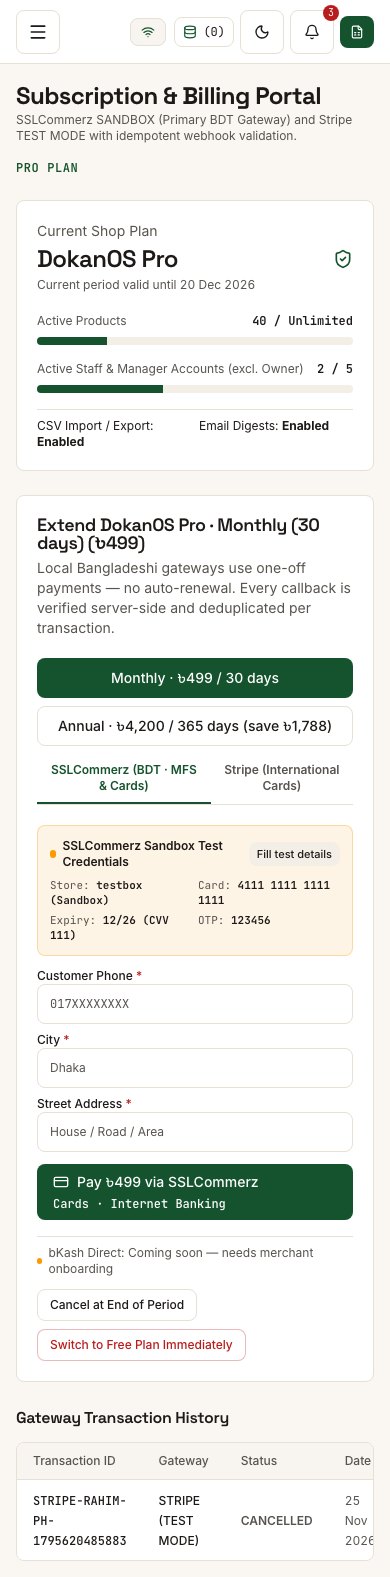 (0)
3
Subscription & Billing Portal
SSLCommerz SANDBOX (Primary BDT Gateway) and Stripe
TEST MODE with idempotent webhook validation.
PRO PLAN
Current Shop Plan
DokanOS Pro
Current period valid until 20 Dec 2026
Active Products 40 / Unlimited
Active Staff & Manager Accounts (excl. Owner) 2 / 5
CSV Import / Export: Email Digests: Enabled
Enabled
Extend DokanOS Pro · Monthly (30
days) (৳499)
Local Bangladeshi gateways use one-off
payments — no auto-renewal. Every callback is
verified server-side and deduplicated per
transaction.
Monthly · ৳499 / 30 days
Annual · ৳4,200 / 365 days (save ৳1,788)
SSLCommerz (BDT · MFS
& Cards)
Stripe (International
Cards)
SSLCommerz Sandbox Test
Credentials
Fill test details
Store: testbox
(Sandbox)
Card: 4111 1111 1111
1111
Expiry: 12/26 (CVV
111)
OTP: 123456
Customer Phone *
017XXXXXXXX
City *
Dhaka
Street Address *
House / Road / Area
Pay ৳499 via SSLCommerz
Cards · Internet Banking
bKash Direct: Coming soon — needs merchant
onboarding
Cancel at End of Period
Switch to Free Plan Immediately
Gateway Transaction History
Transaction ID Gateway Status Date
STRIPE-RAHIM-
PH-
1795620485883
STRIPE
(TEST
MODE)
CANCELLED
25
Nov
2026